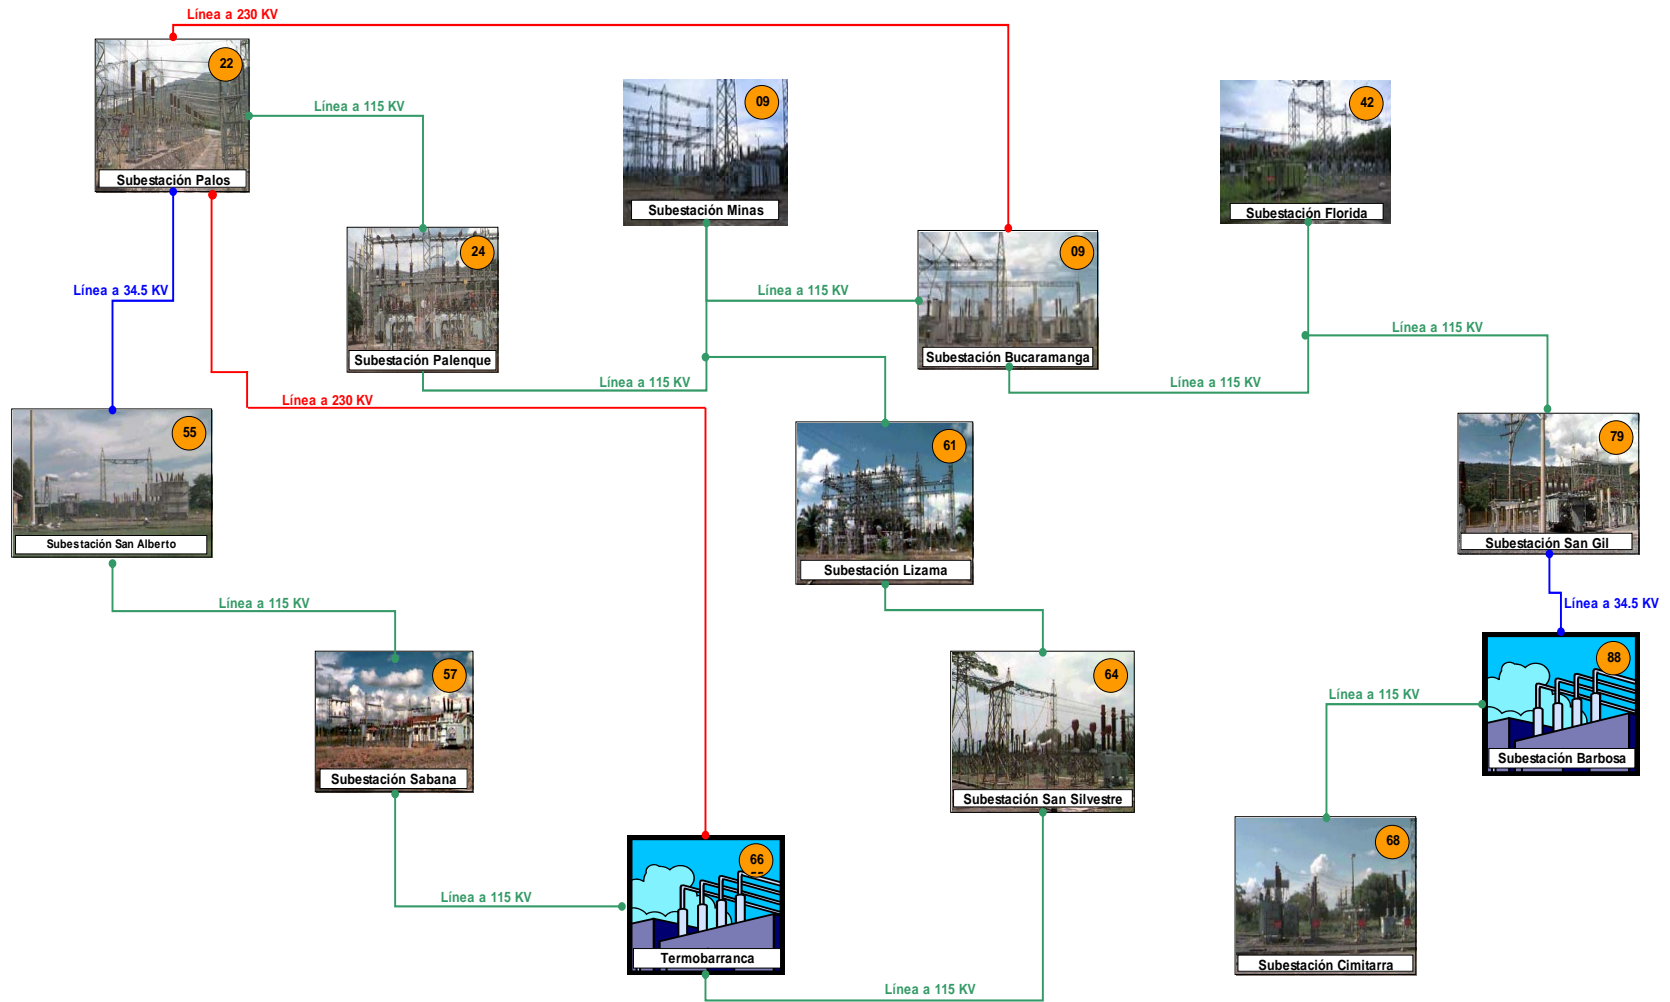 Línea a 230 KV
22
Subestación Palos
Línea a 115 KV
09
Subestación Minas
42
Subestación Florida
24
Subestación Palenque
09
Subestación Bucaramanga
Línea a 34.5 KV
Línea a 115 KV
Línea a 115 KV
Línea a 115 KV
Línea a 115 KV
Línea a 230 KV
55
Subestación San Alberto
61
Subestación Lizama
79
Subestación San Gil
Línea a 115 KV
Línea a 34.5 KV
57
Subestación Sabana
64
Subestación San Silvestre
88
Subestación Barbosa
Línea a 115 KV
66
Termobarranca
Línea a 115 KV
68
Subestación Cimitarra
Línea a 115 KV